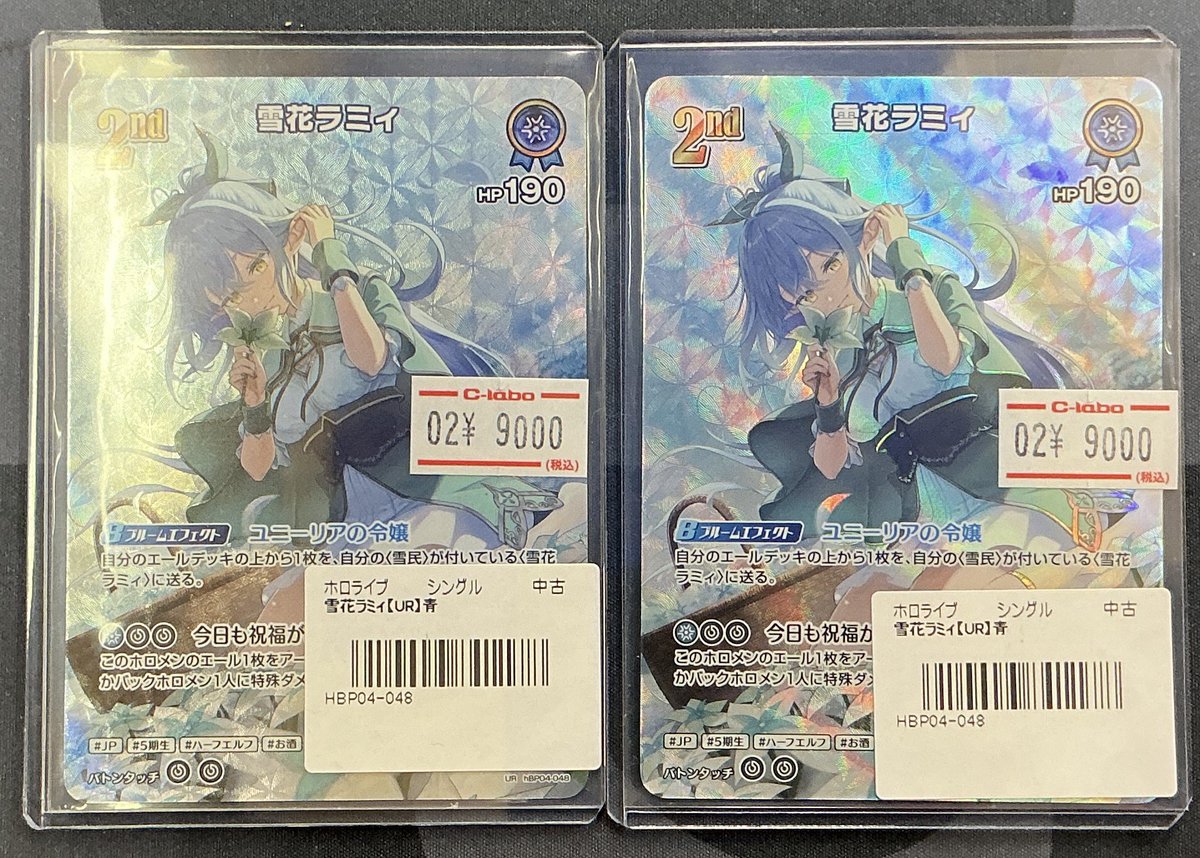 2nd
雪花ラミィ
HP190
C-labo
02¥ 9000
(税込)
Bブルームエフェクト ユニーリアの令嬢
自分のエールデッキの上から1枚を、自分の〈雪民〉が付いている〈雪花
ラミィ〉に送る。
今日も祝福が
このホロメンのエール1枚をアー
かバックホロメン1人に特殊ダメ
#JP #5期生 #ハーフエルフ #お酒
バトンタッチ
UR hBP04-048
ホロライブ シングル 中古
雪花ラミィ【UR】青
HBP04-048
2nd
雪花ラミィ
HP190
C-labo
02¥ 9000
(税込)
Bブルームエフェクト ユニーリアの令嬢
自分のエールデッキの上から1枚を、自分の〈雪民〉が付いている〈雪花
ラミィ〉に送る。
今日も祝福か
このホロメンのエール1枚をアー
かバックホロメン1人に特殊ダメ
#JP #5期生 #ハーフエルフ #お酒
バトンタッチ
ホロライブ シングル 中古
雪花ラミィ【UR】青
HBP04-048